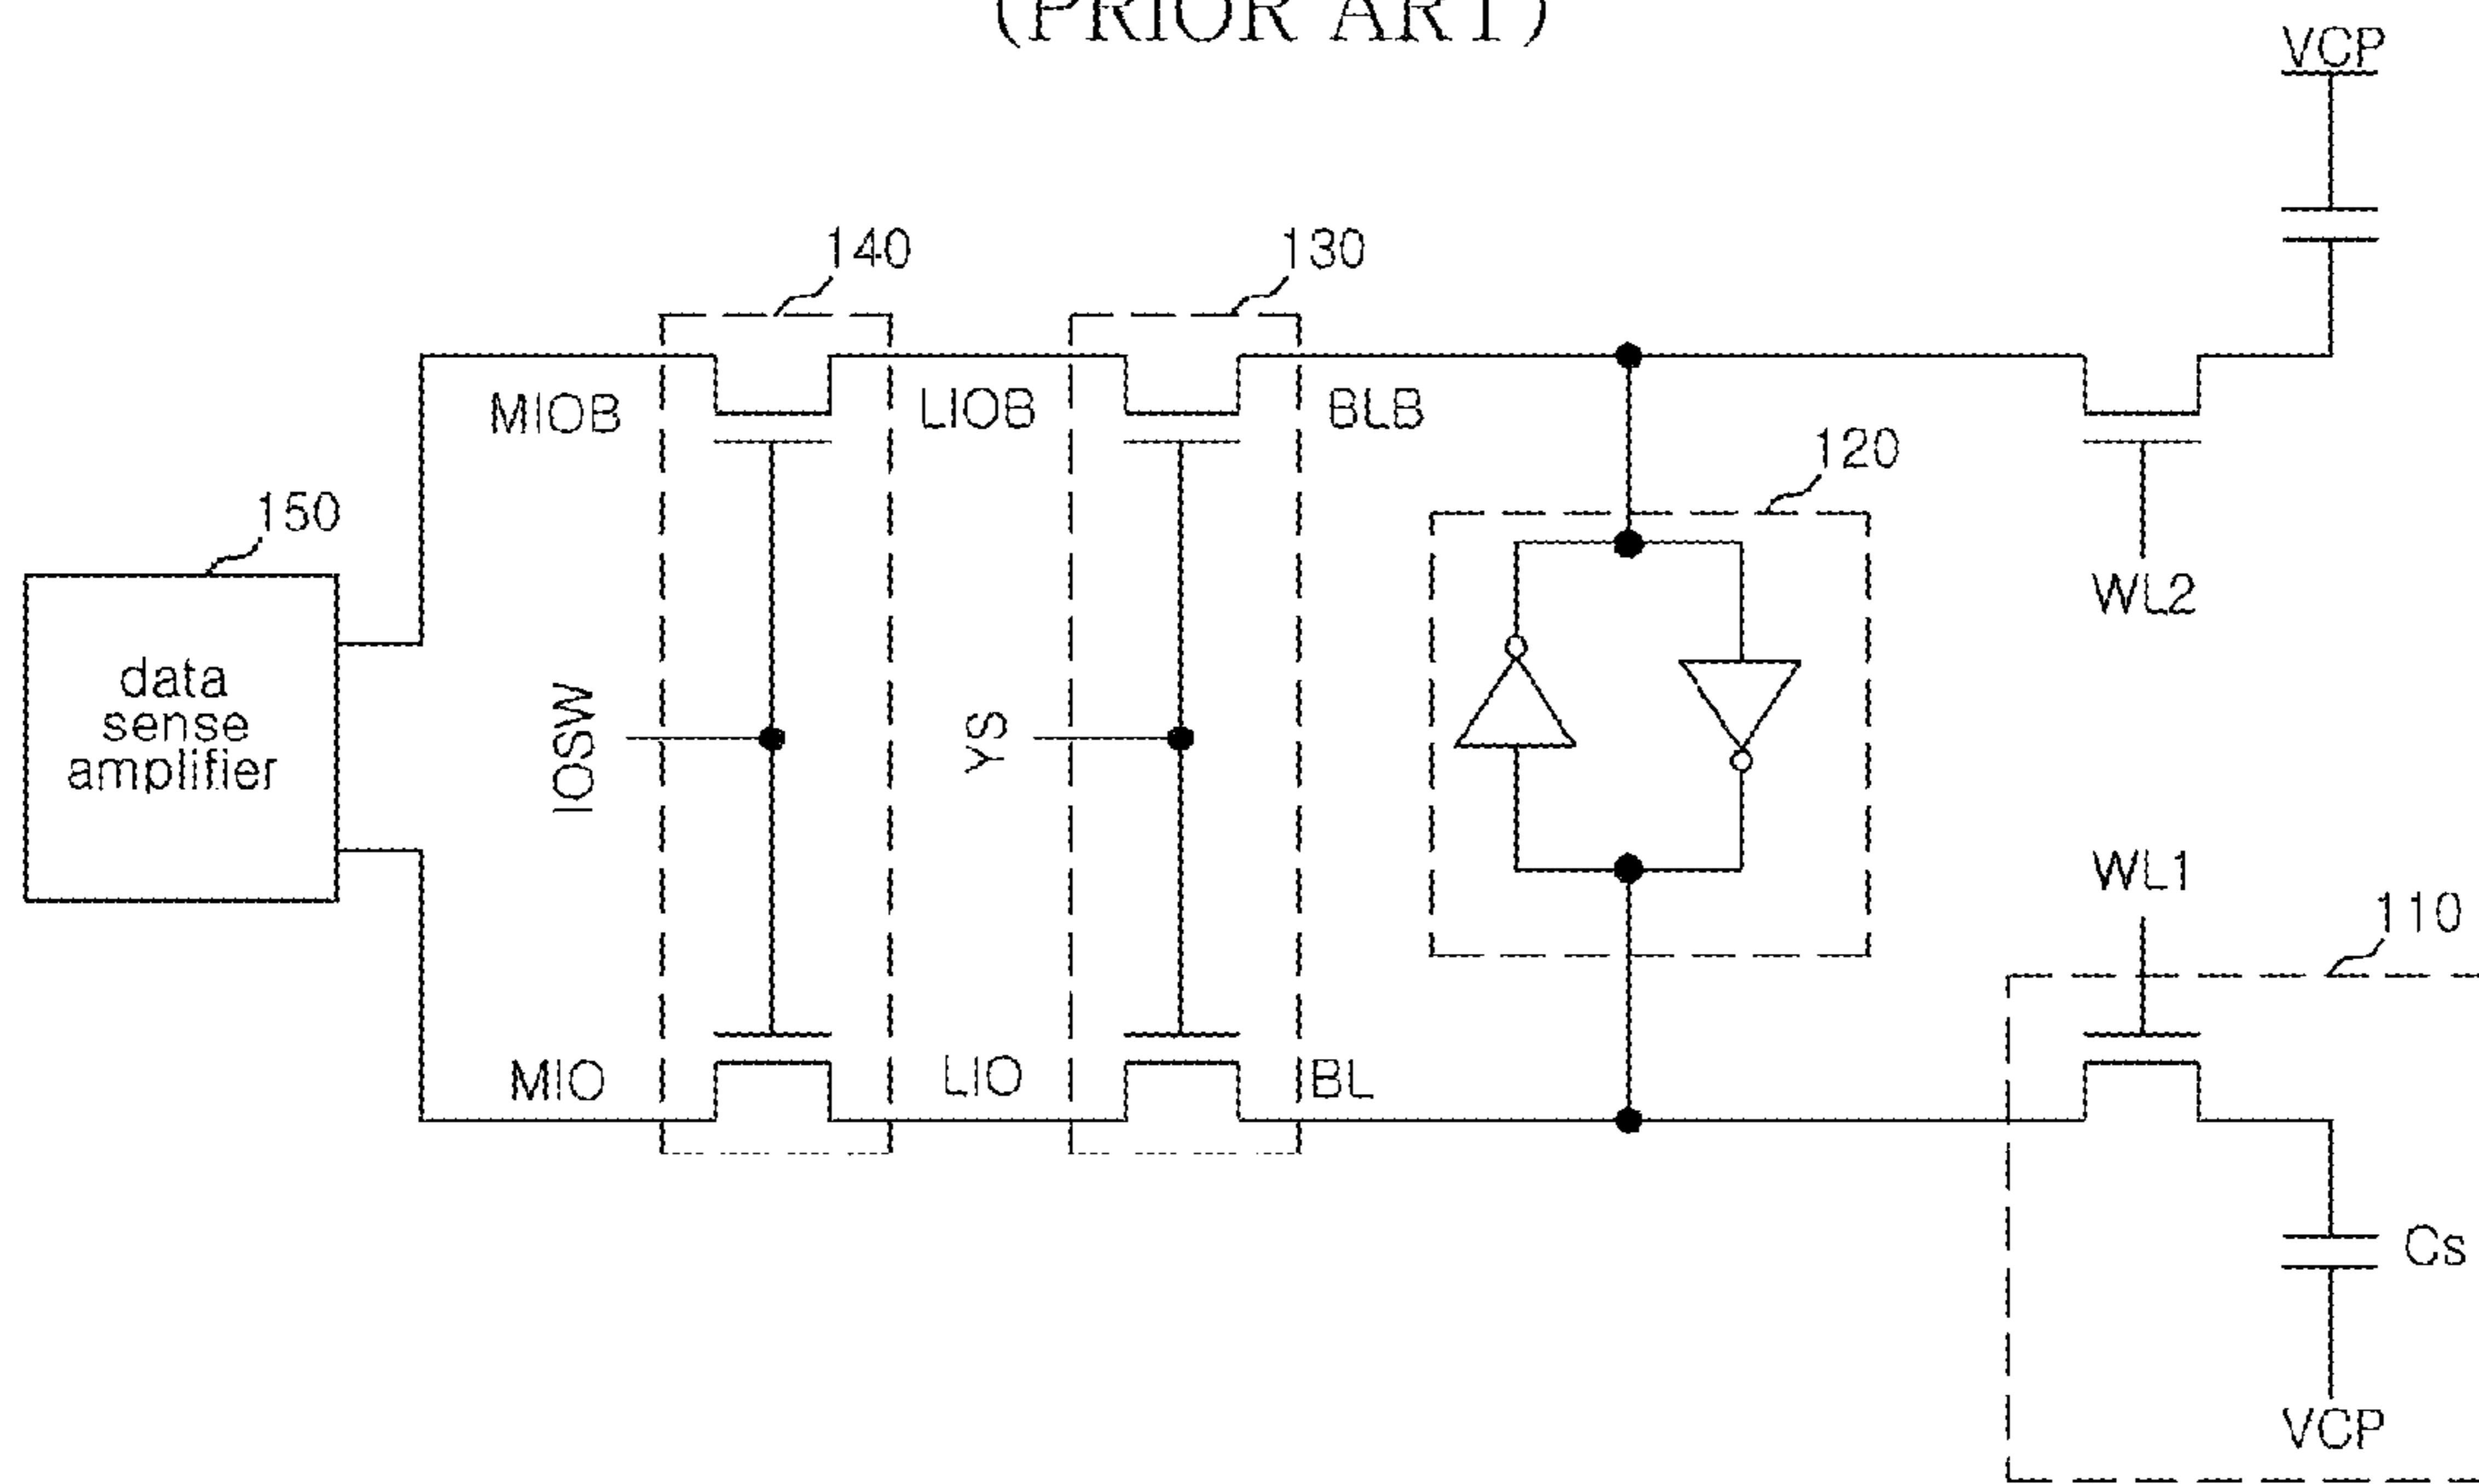 (PRIOR ART)
VCP
140
130
MIOB
LIOB
BLB
120
150
WL2
data
sense
amplifier
IOSW
YS
WL1
110
MIO
LIO
BL
Cs
VCP